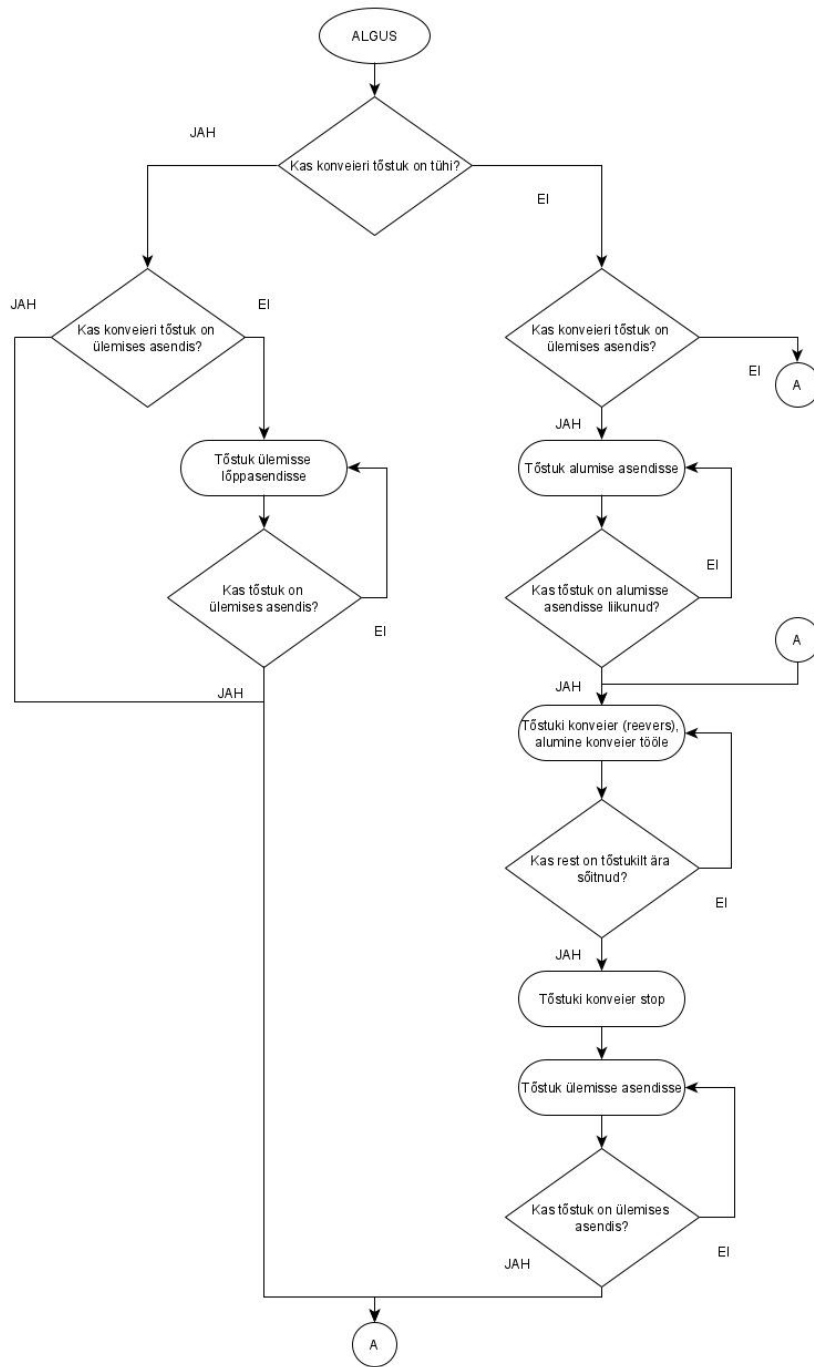 ALGUS
JAH
Kas konveieri tõstuk on tühi?
EI
JAH
Kas konveieri tõstuk on
ülemises asendis?
EI
Kas konveieri tõstuk on
ülemises asendis?
EI
A
JAH
Tõstuk ülemisse
lõppasendisse
Tõstuk alumise asendisse
Kas tõstuk on
ülemises asendis?
EI
JAH
Kas tõstuk on alumisse
asendisse liikunud?
EI
A
JAH
Tõstuki konveier (reevers),
alumine konveier tööle
Kas rest on tõstukilt ära
sõitnud?
EI
JAH
Tõstuki konveier stop
Tõstuk ülemisse asendisse
Kas tõstuk on ülemises
asendis?
EI
JAH
A